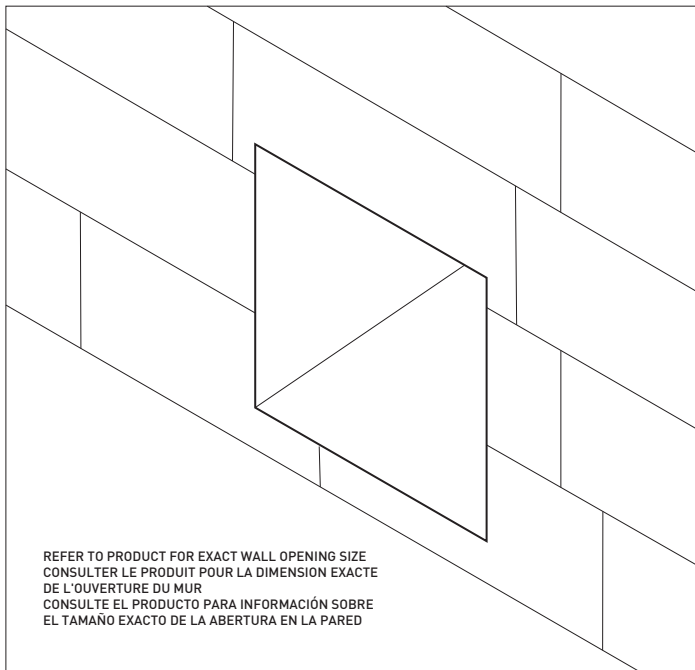 REFER TO PRODUCT FOR EXACT WALL OPENING SIZE
CONSULTER LE PRODUIT POUR LA DIMENSION EXACTE
DE L'OUVERTURE DU MUR
CONSULTE EL PRODUCTO PARA INFORMACIÓN SOBRE
EL TAMAÑO EXACTO DE LA ABERTURA EN LA PARED